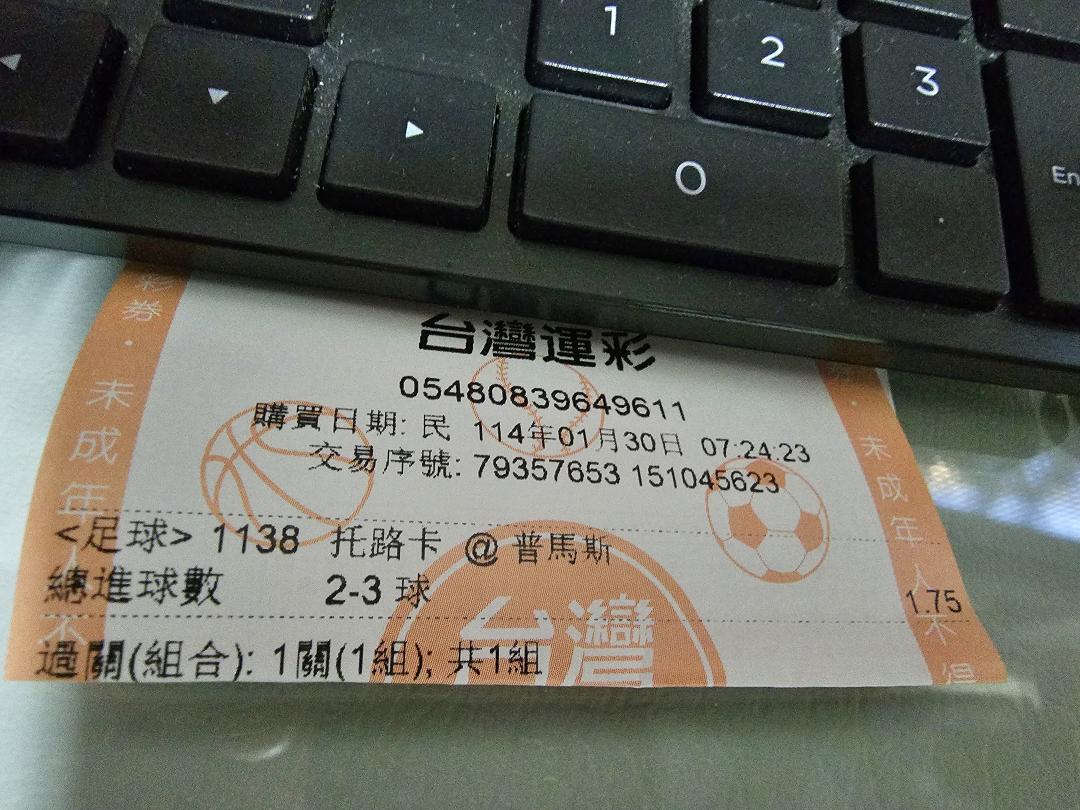 1
2
3
0
En
.
台灣運彩
05480839649611
購買日期: 民 114年01月30日 07:24:23
交易序號: 79357653 151045623
<足球> 1138 托路卡 @ 普馬斯
總進球數 2-3 球
1.75
過關(組合): 1關(1組); 共1組
彩券・未成年人不
未成年人不得
台灣